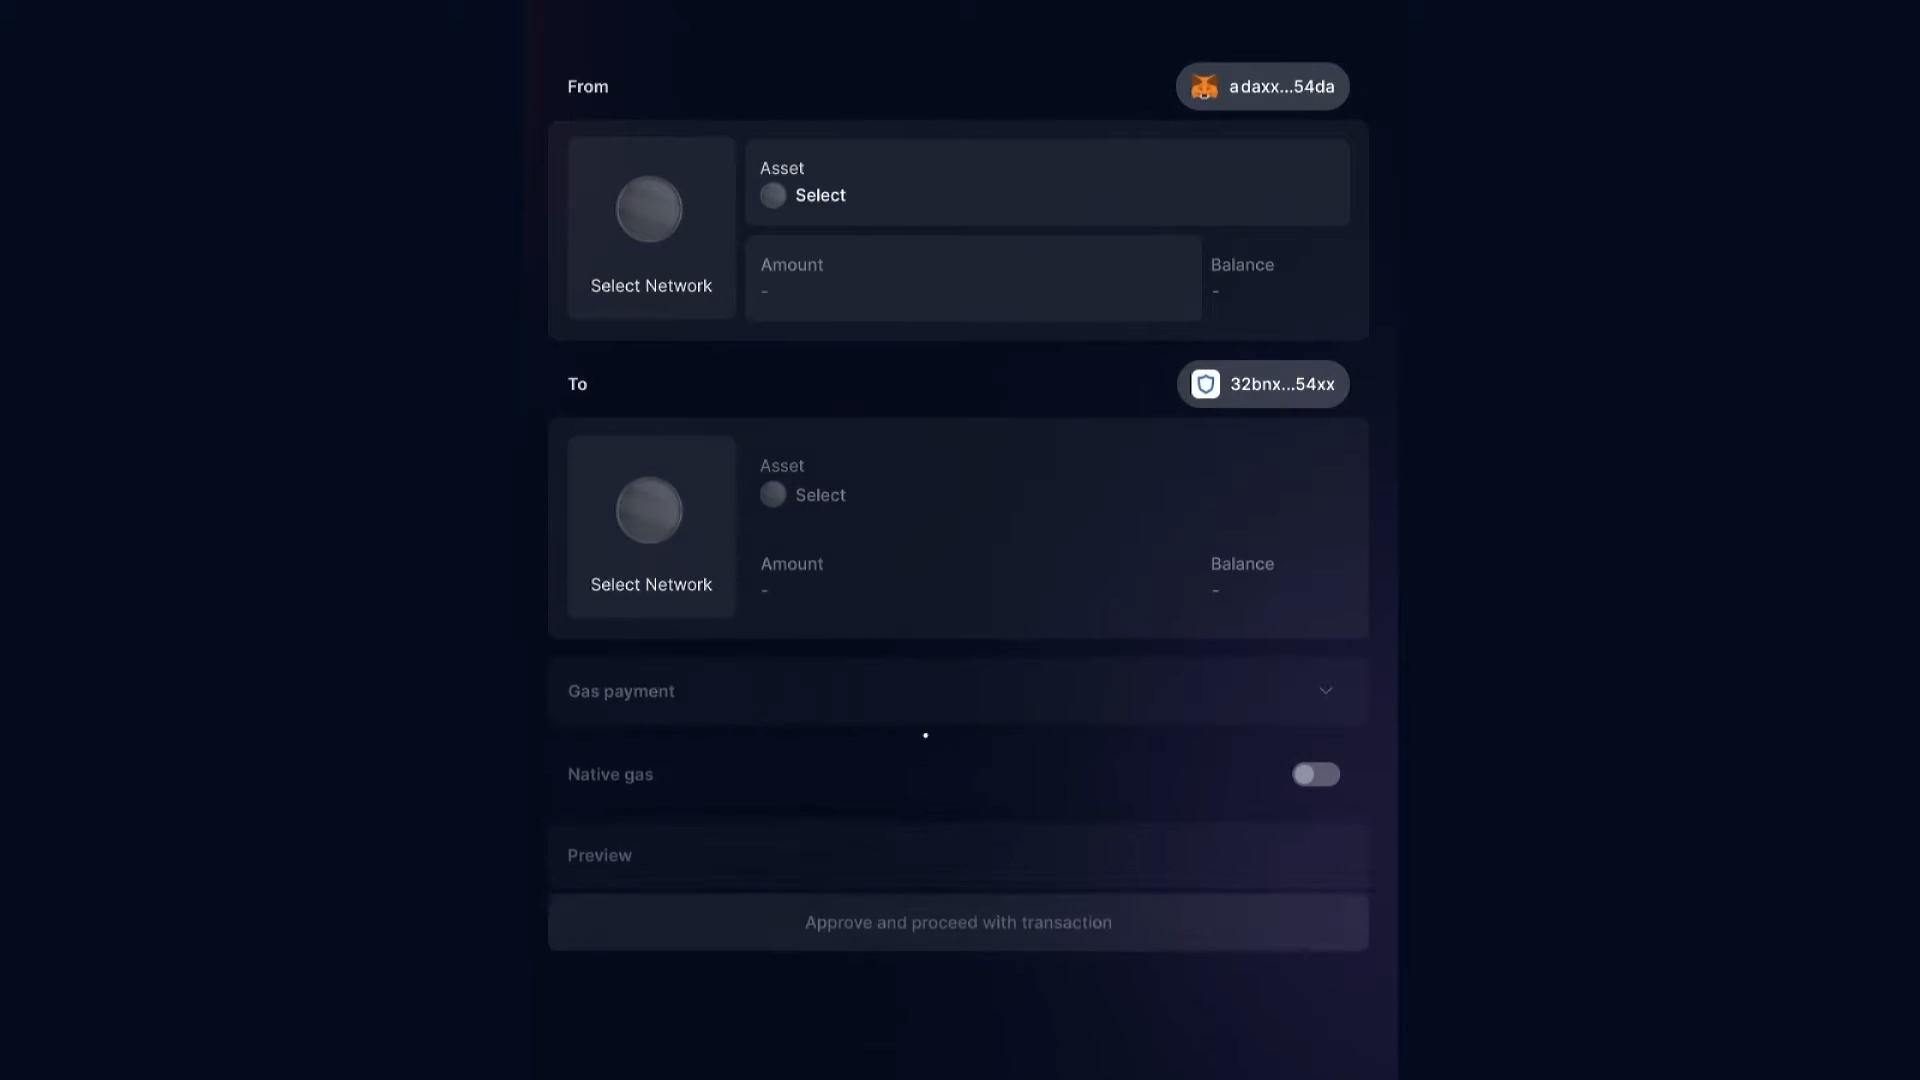 From
adaxx...54da
Asset
Select
Select Network
Amount
-
Balance
-
To
32bnx...54xx
Asset
Select
Select Network
Amount
-
Balance
-
Gas payment
Native gas
Preview
Approve and proceed with transaction